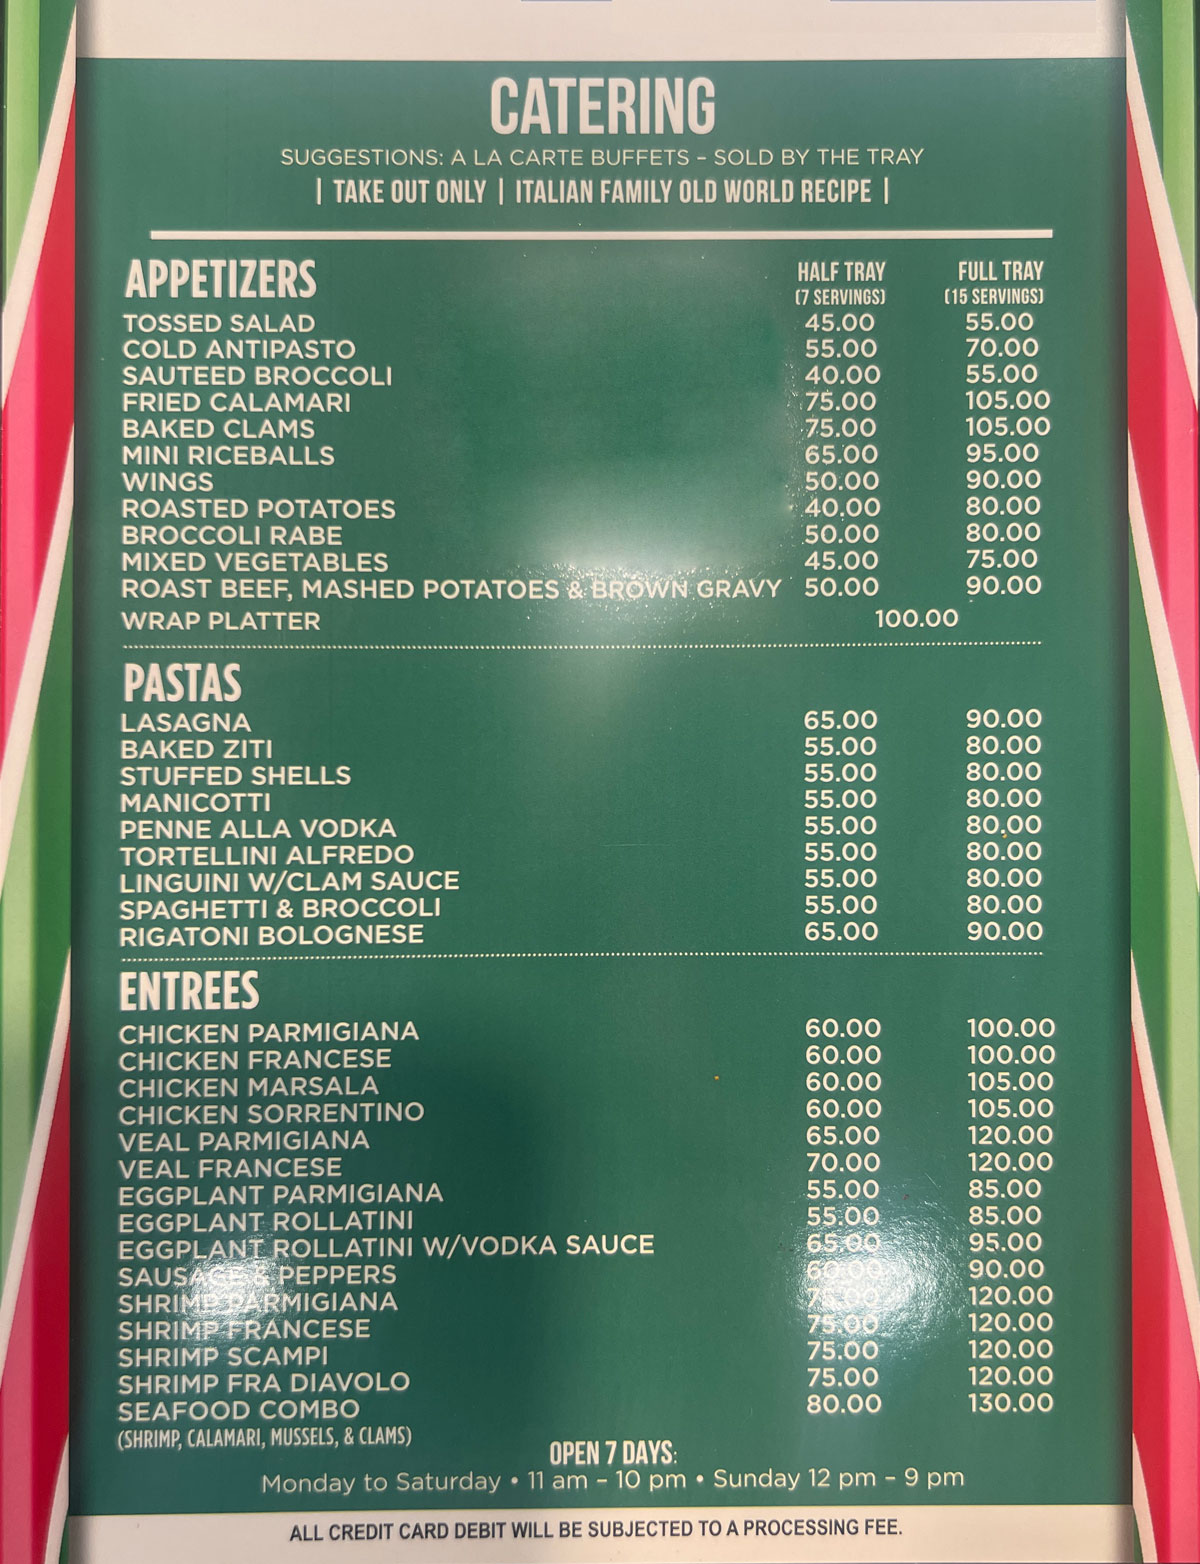 CATERING
SUGGESTIONS: A LA CARTE BUFFETS – SOLD BY THE TRAY
| TAKE OUT ONLY | ITALIAN FAMILY OLD WORLD RECIPE |
APPETIZERS HALF TRAY FULL TRAY
(7 SERVINGS) (15 SERVINGS)
TOSSED SALAD 45.00 55.00
COLD ANTIPASTO 55.00 70.00
SAUTEED BROCCOLI 40.00 55.00
FRIED CALAMARI 75.00 105.00
BAKED CLAMS 75.00 105.00
MINI RICEBALLS 65.00 95.00
WINGS 50.00 90.00
ROASTED POTATOES 40.00 80.00
BROCCOLI RABE 50.00 80.00
MIXED VEGETABLES 45.00 75.00
ROAST BEEF, MASHED POTATOES & BROWN GRAVY 50.00 90.00
WRAP PLATTER 100.00
PASTAS
LASAGNA 65.00 90.00
BAKED ZITI 55.00 80.00
STUFFED SHELLS 55.00 80.00
MANICOTTI 55.00 80.00
PENNE ALLA VODKA 55.00 80.00
TORTELLINI ALFREDO 55.00 80.00
LINGUINI W/CLAM SAUCE 55.00 80.00
SPAGHETTI & BROCCOLI 55.00 80.00
RIGATONI BOLOGNESE 65.00 90.00
ENTREES
CHICKEN PARMIGIANA 60.00 100.00
CHICKEN FRANCESE 60.00 100.00
CHICKEN MARSALA 60.00 105.00
CHICKEN SORRENTINO 60.00 105.00
VEAL PARMIGIANA 65.00 120.00
VEAL FRANCESE 70.00 120.00
EGGPLANT PARMIGIANA 55.00 85.00
EGGPLANT ROLLATINI 55.00 85.00
EGGPLANT ROLLATINI W/VODKA SAUCE 65.00 95.00
SAUSAGE & PEPPERS 60.00 90.00
SHRIMP PARMIGIANA 75.00 120.00
SHRIMP FRANCESE 75.00 120.00
SHRIMP SCAMPI 75.00 120.00
SHRIMP FRA DIAVOLO 75.00 120.00
SEAFOOD COMBO 80.00 130.00
(SHRIMP, CALAMARI, MUSSELS, & CLAMS)
OPEN 7 DAYS:
Monday to Saturday • 11 am – 10 pm • Sunday 12 pm – 9 pm
ALL CREDIT CARD DEBIT WILL BE SUBJECTED TO A PROCESSING FEE.